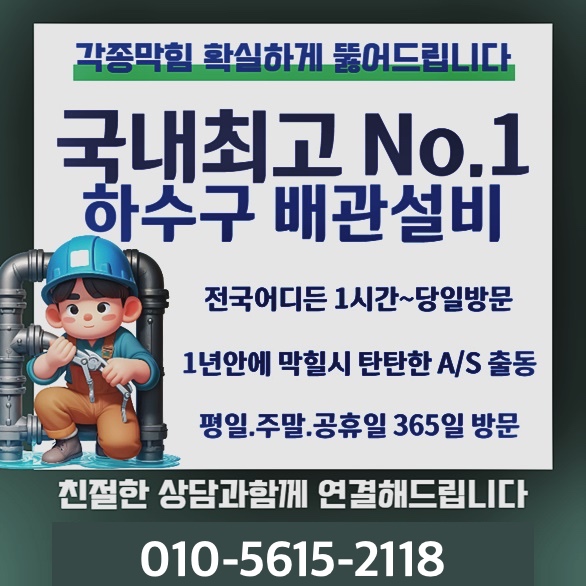 각종막힘 확실하게 뚫어드립니다
국내최고 No.1
하수구 배관설비
전국어디든 1시간~당일방문
1년안에 막힐시 탄탄한 A/S 출동
평일.주말.공휴일 365일 방문
친절한 상담과함께 연결해드립니다
010-5615-2118